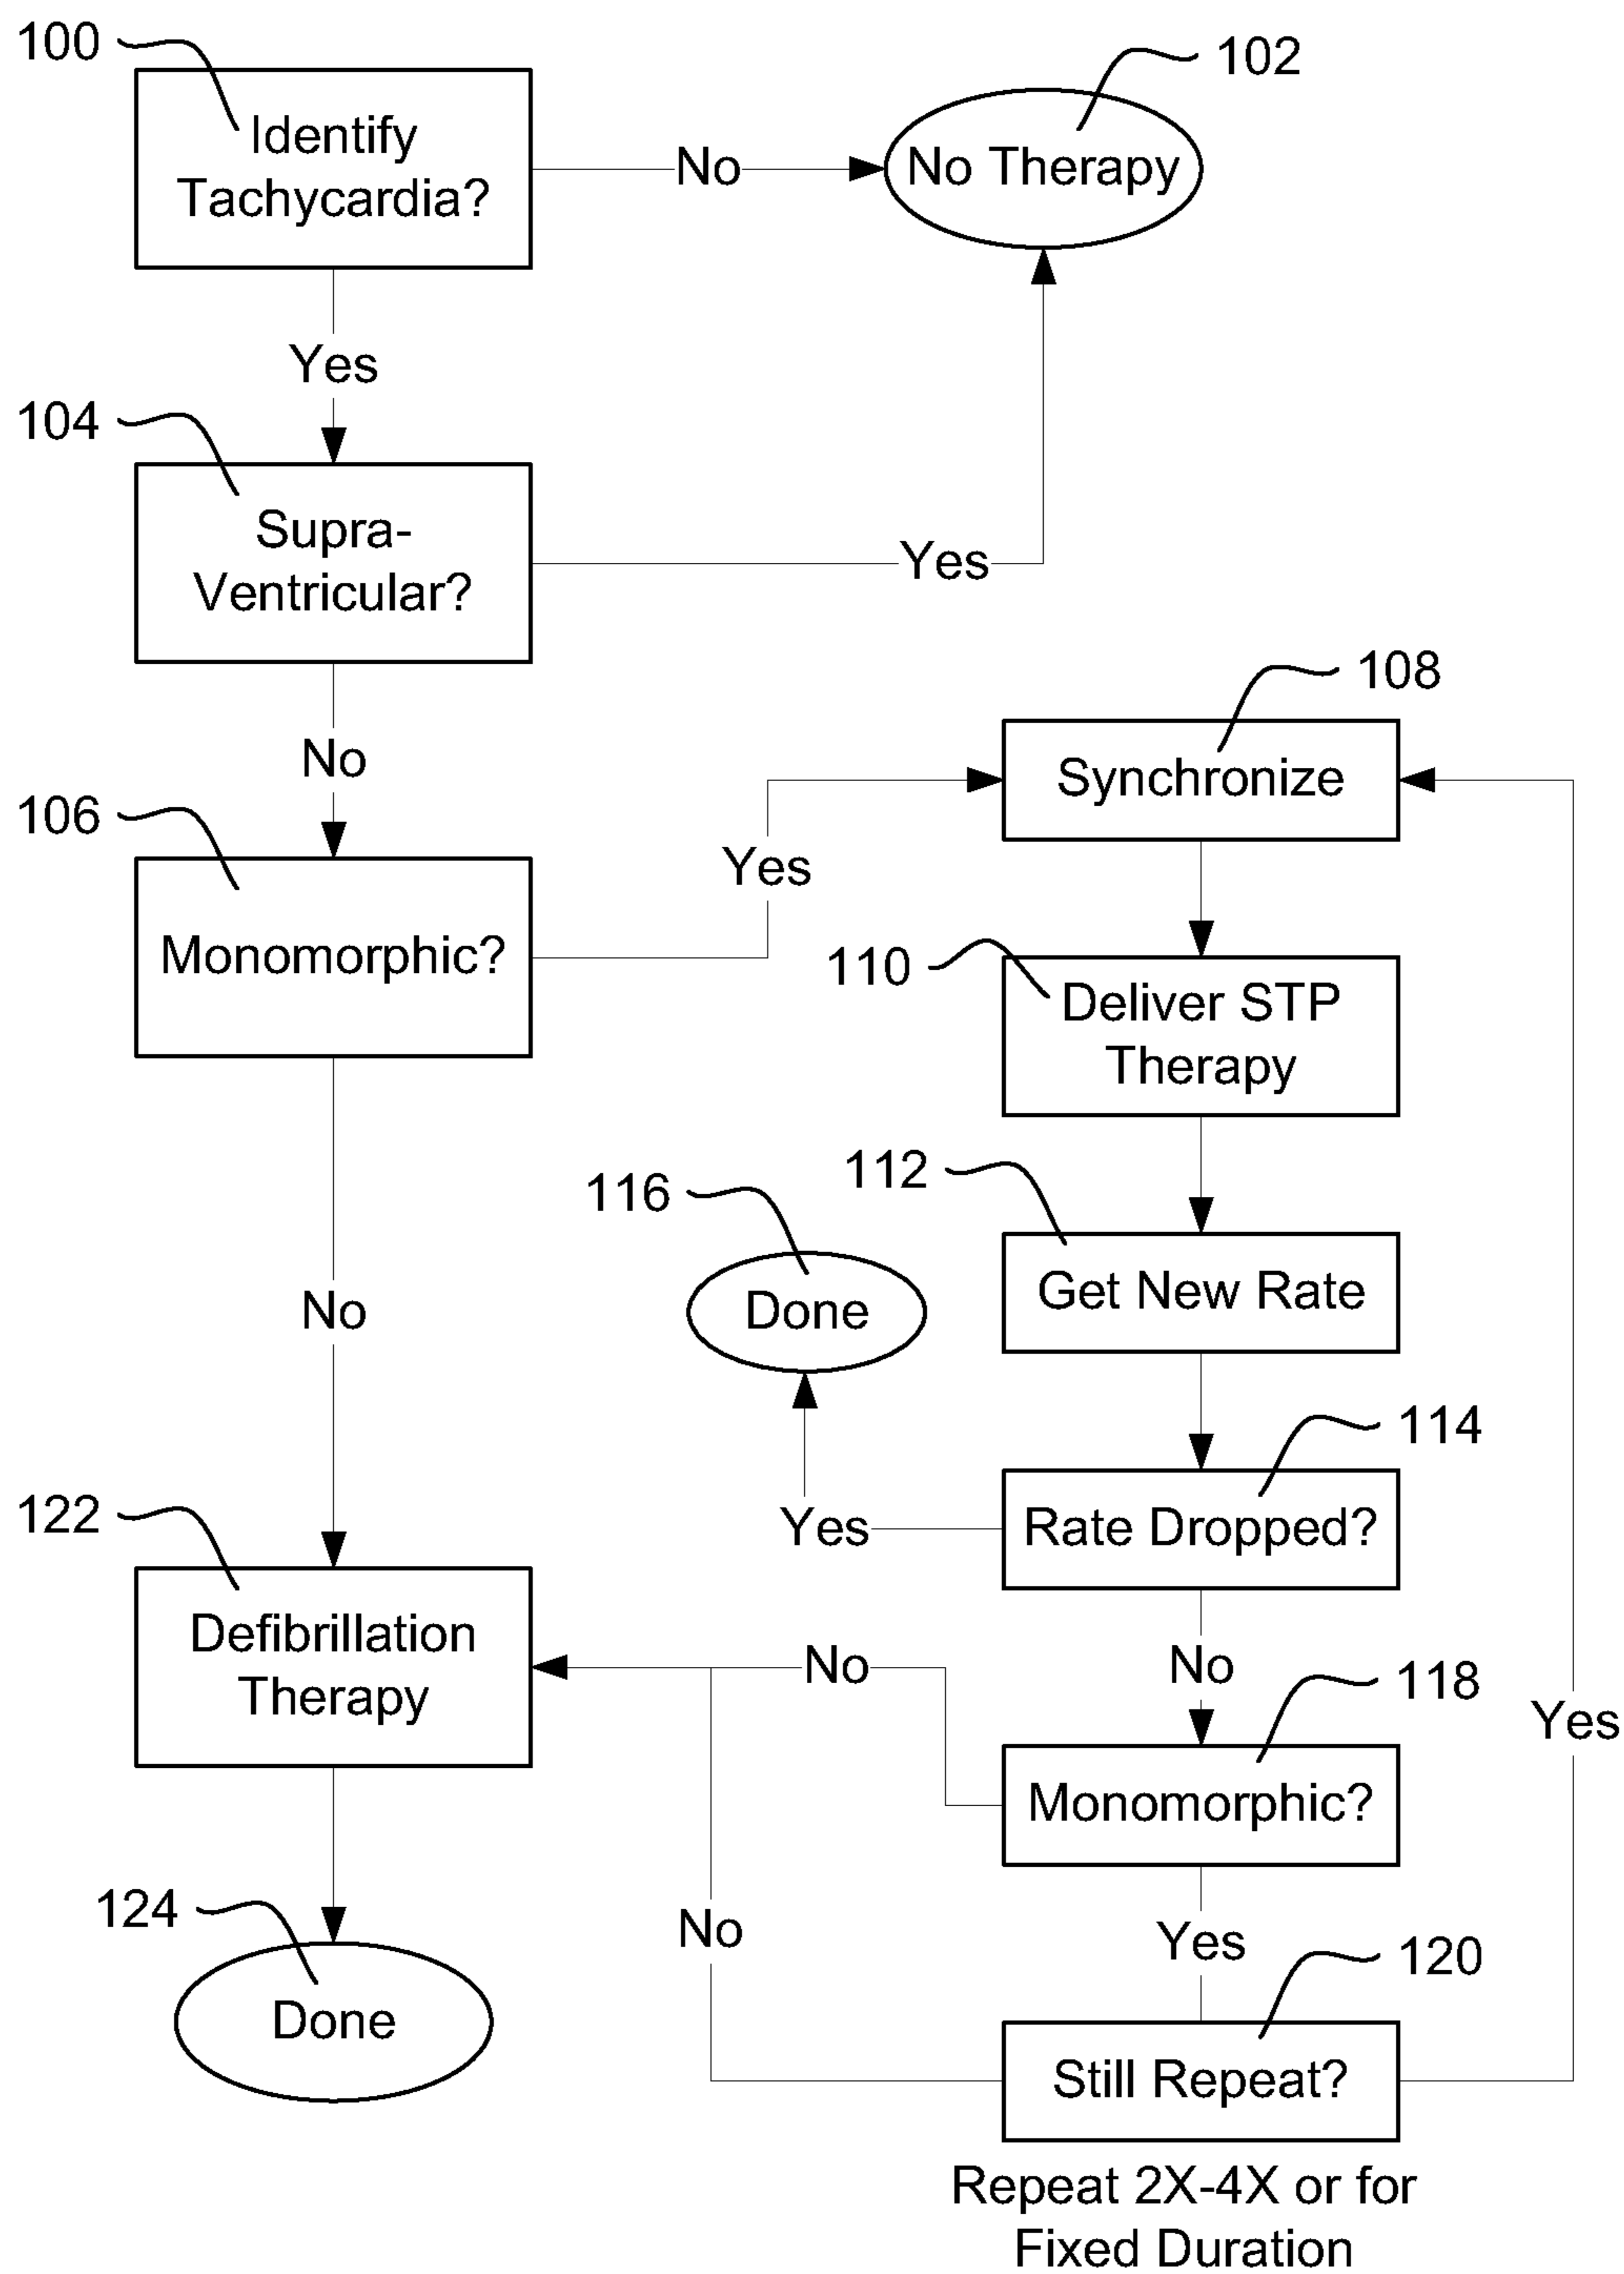 100
Identify
Tachycardia?
No
102
No Therapy
Yes
104
Supra-
Ventricular?
Yes
No
106
Monomorphic?
Yes
108
Synchronize
110
Deliver STP
Therapy
112
Get New Rate
116
Done
114
Rate Dropped?
Yes
No
No
122
Defibrillation
Therapy
No
118
Monomorphic?
Yes
Yes
No
120
Still Repeat?
124
Done
Repeat 2X-4X or for
Fixed Duration